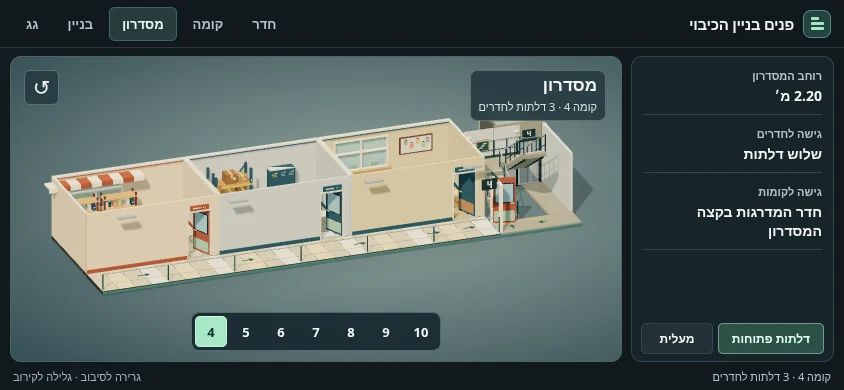 פנים בניין הכיבוי
חדר
קומה
מסדרון
בניין
גג
רוחב המסדרון
2.20 מ׳
גישה לחדרים
שלוש דלתות
גישה לקומות
חדר המדרגות בקצה
המסדרון
דלתות פתוחות
מעלית
מסדרון
קומה 4 · 3 דלתות לחדרים
↺
4
4
4 5 6 7 8 9 10
קומה 4 · 3 דלתות לחדרים
גרירה לסיבוב · גלילה לקירוב